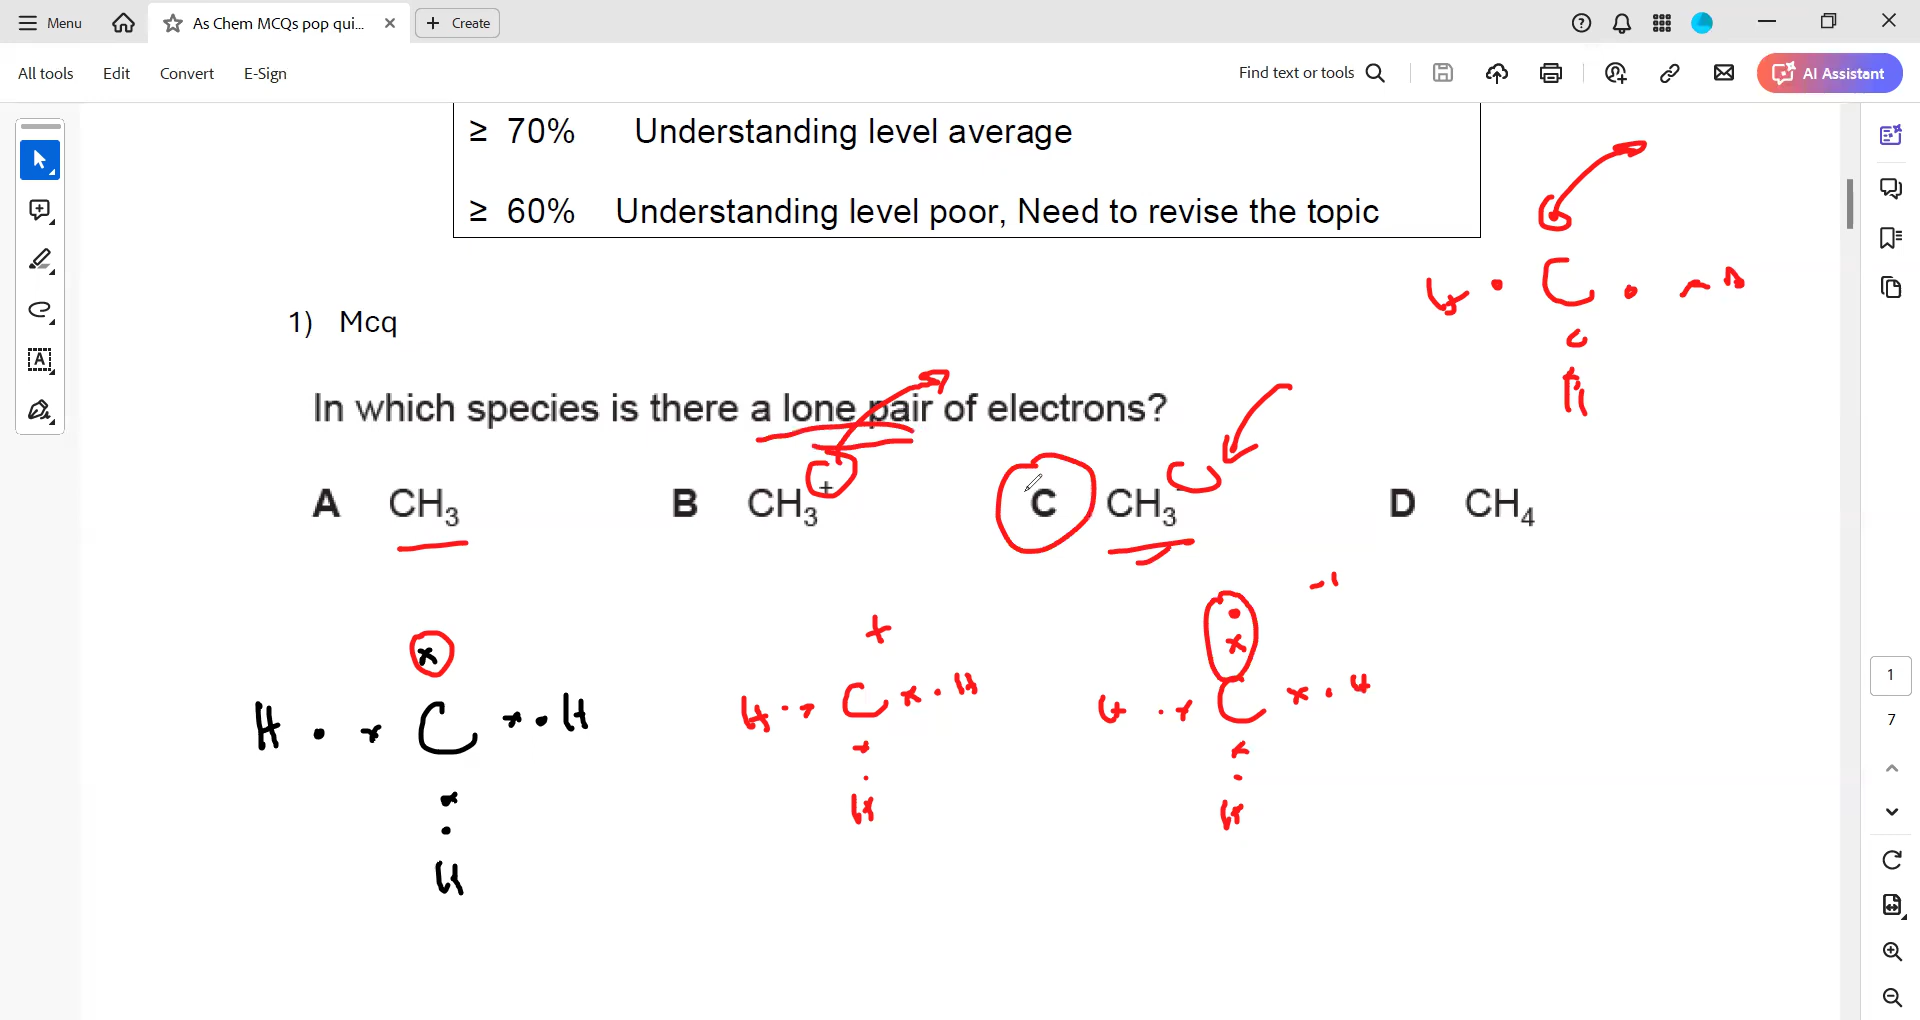 Menu
As Chem MCQs pop qui...
Create
All tools
Edit
Convert
E-Sign
Find text or tools
AI Assistant
≥ 70% Understanding level average
≥ 60% Understanding level poor, Need to revise the topic
1) Mcq
In which species is there a lone pair of electrons?
A CH₃ B CH₃⁺ C CH₃⁻ D CH₄
C
H
+
-1
x
x
H · x C x · H
H · x C x · H
H · x C x · H
x
·
H
x
·
H
x
·
H
1
7